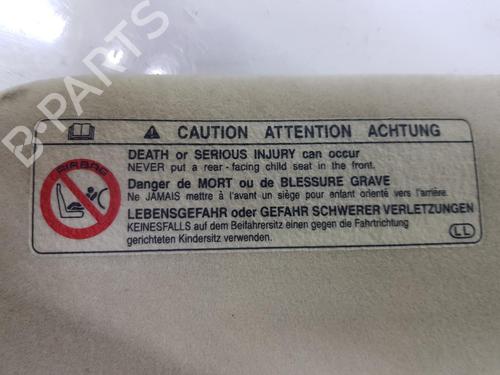 B-PARTS
CAUTION ATTENTION ACHTUNG
DEATH or SERIOUS INJURY can occur
NEVER put a rear - facing child seat in the front.
Danger de MORT ou de BLESSURE GRAVE
Ne JAMAIS mettre à l'avant un siège pour enfant orienté vers l'arrière.
LEBENSGEFAHR oder GEFAHR SCHWERER VERLETZUNGEN
KEINESFALLS auf dem Beifahrersitz einen gegen die Fahrtrichtung
gerichteten Kindersitz verwenden.
AIRBAG
LL